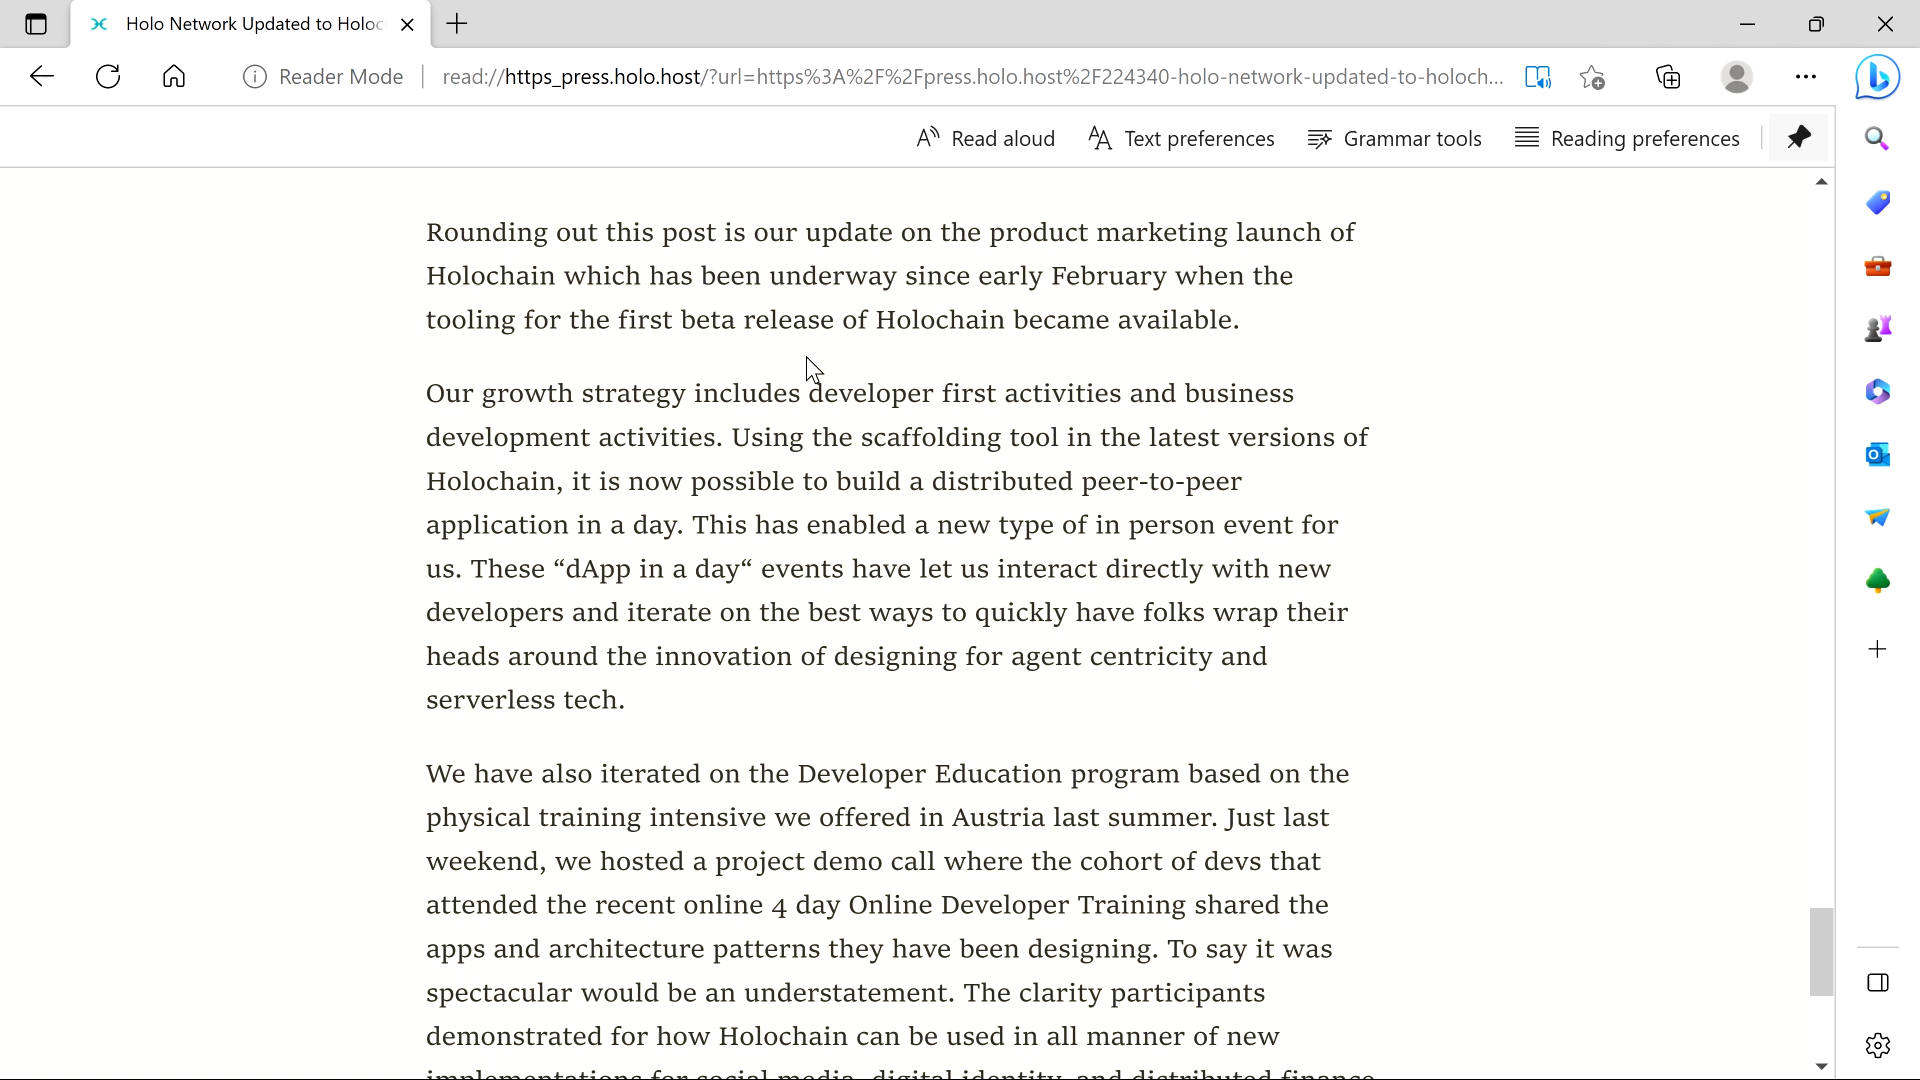 Holo Network Updated to Holoc
Reader Mode
read://https_press.holo.host/?url=https%3A%2F%2Fpress.holo.host%2F224340-holo-network-updated-to-holoch...
Read aloud
Text preferences
Grammar tools
Reading preferences
Rounding out this post is our update on the product marketing launch of
Holochain which has been underway since early February when the
tooling for the first beta release of Holochain became available.
Our growth strategy includes developer first activities and business
development activities. Using the scaffolding tool in the latest versions of
Holochain, it is now possible to build a distributed peer-to-peer
application in a day. This has enabled a new type of in person event for
us. These “dApp in a day“ events have let us interact directly with new
developers and iterate on the best ways to quickly have folks wrap their
heads around the innovation of designing for agent centricity and
serverless tech.
We have also iterated on the Developer Education program based on the
physical training intensive we offered in Austria last summer. Just last
weekend, we hosted a project demo call where the cohort of devs that
attended the recent online 4 day Online Developer Training shared the
apps and architecture patterns they have been designing. To say it was
spectacular would be an understatement. The clarity participants
demonstrated for how Holochain can be used in all manner of new
implementations for social media, digital identity, and distributed finance